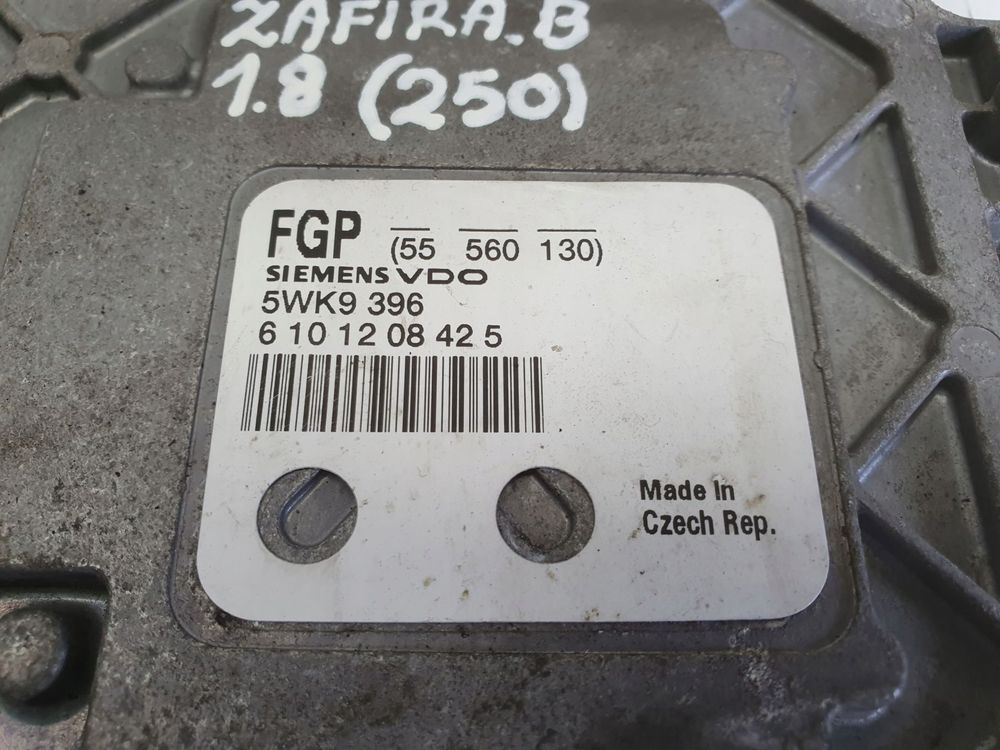 ZAFIRA.B
1.8 (250)
FGP (55 560 130)
SIEMENS VDO
5WK9 396
6 10 120 08 42 5
Made In
Czech Rep.